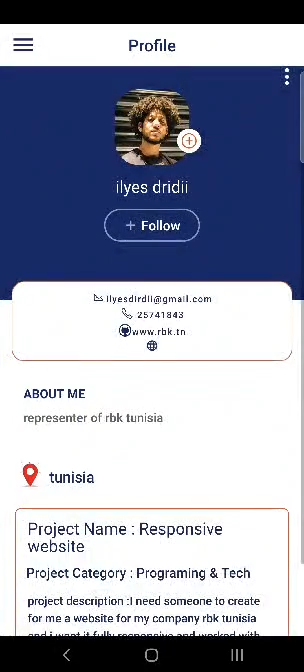 Profile
ilyes dridii
+ Follow
ilyesdirdii@gmail.com
25741843
www.rbk.tn
ABOUT ME
representer of rbk tunisia
tunisia
Project Name : Responsive
website
Project Category : Programing & Tech
project description :I need someone to create
for me a website for my company rbk tunisia
and i want it fully responsive and worked with